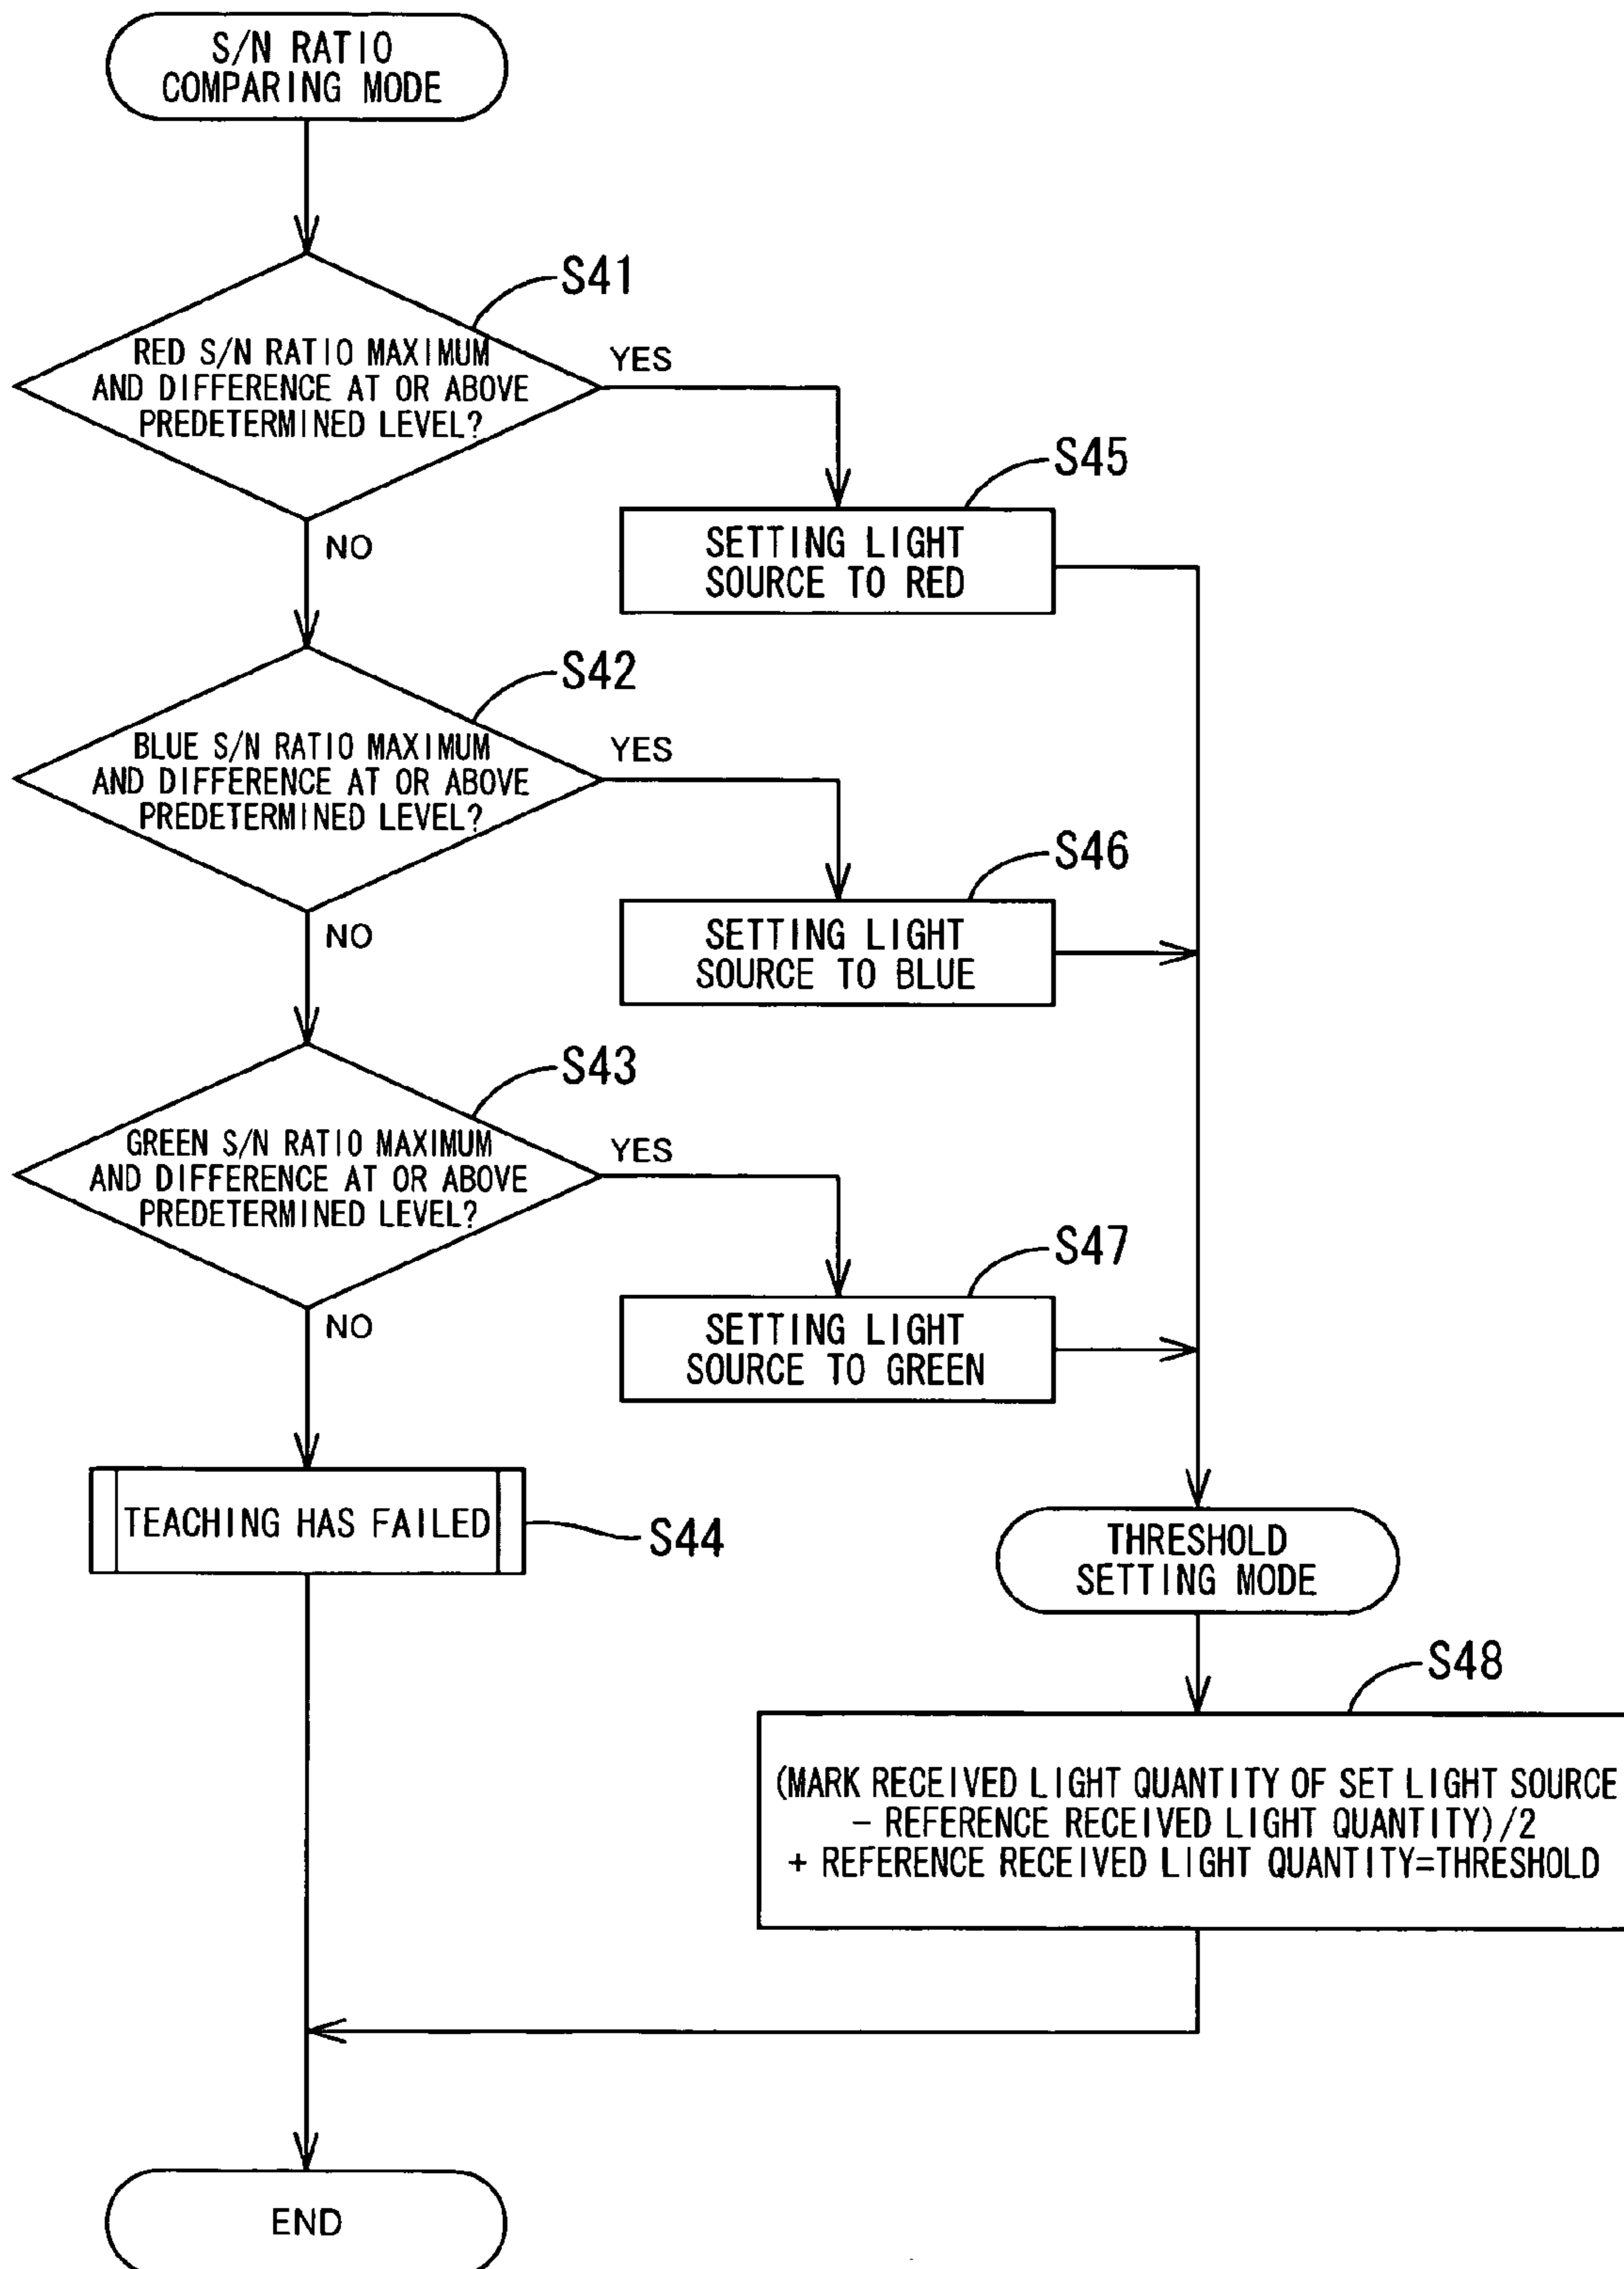 S/N RATIO
COMPARING MODE
S41
RED S/N RATIO MAXIMUM
AND DIFFERENCE AT OR ABOVE
PREDETERMINED LEVEL?
YES
NO
S45
SETTING LIGHT
SOURCE TO RED
S42
BLUE S/N RATIO MAXIMUM
AND DIFFERENCE AT OR ABOVE
PREDETERMINED LEVEL?
YES
NO
S46
SETTING LIGHT
SOURCE TO BLUE
S43
GREEN S/N RATIO MAXIMUM
AND DIFFERENCE AT OR ABOVE
PREDETERMINED LEVEL?
YES
NO
S47
SETTING LIGHT
SOURCE TO GREEN
TEACHING HAS FAILED
S44
THRESHOLD
SETTING MODE
S48
(MARK RECEIVED LIGHT QUANTITY OF SET LIGHT SOURCE
- REFERENCE RECEIVED LIGHT QUANTITY)/2
+ REFERENCE RECEIVED LIGHT QUANTITY=THRESHOLD
END